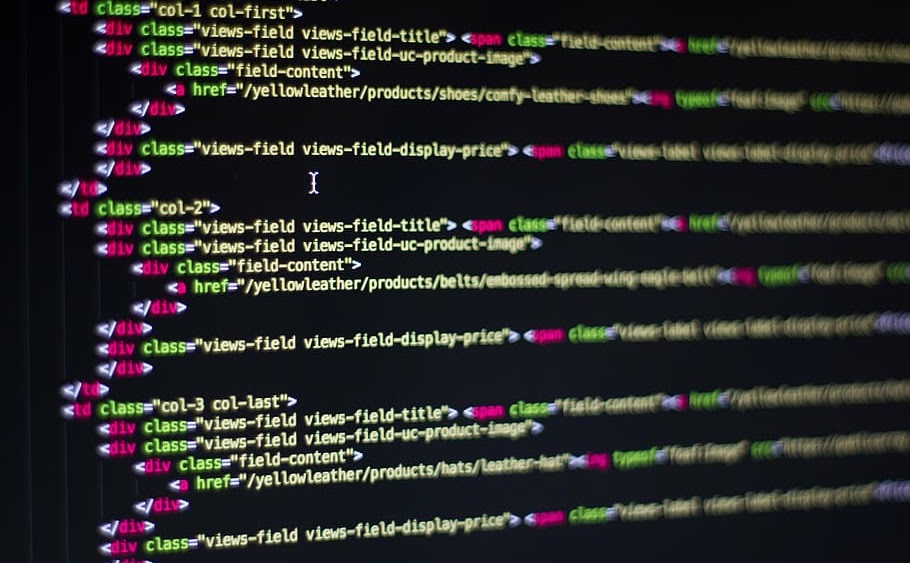 <td class="col-1 col-first">
<div class="views-field views-field-title"> <span class="field-content"><a href="/yellowleather/products/
<div class="views-field views-field-uc-product-image">
<div class="field-content">
<a href="/yellowleather/products/shoes/comfy-leather-shoes"><img typeof="foaf:Image" src="
</div>
</div>
<div class="views-field views-field-display-price"> <span class="views-label views-label-display-price">
</div>
</td>
<td class="col-2">
<div class="views-field views-field-title"> <span class="field-content"><a href="/yellowleather/products/
<div class="views-field views-field-uc-product-image">
<div class="field-content">
<a href="/yellowleather/products/belts/embossed-spread-wing-eagle-belt"><img typeof="foaf:Image"
</div>
</div>
<div class="views-field views-field-display-price"> <span class="views-label views-label-display-price">
</div>
</td>
<td class="col-3 col-last">
<div class="views-field views-field-title"> <span class="field-content"><a href="/yellowleather/products/
<div class="views-field views-field-uc-product-image">
<div class="field-content">
<a href="/yellowleather/products/hats/leather-hat"><img typeof="foaf:Image" src="
</div>
</div>
<div class="views-field views-field-display-price"> <span class="views-label views-label-display-price">